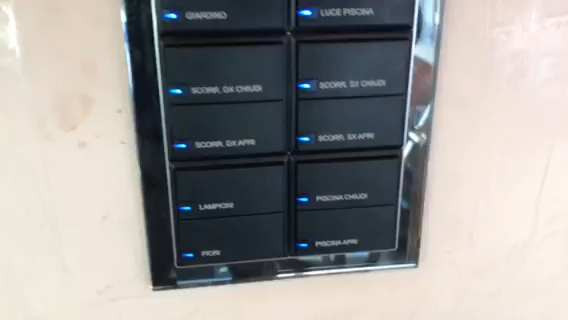 GIARDINO
LUCE PISCINA
SCORR. DX CHIUDI
SCORR. SX CHIUDI
SCORR. DX APRI
SCORR. SX APRI
LAMPIONI
PISCINA CHIUDI
FIORI
PISCINA APRI